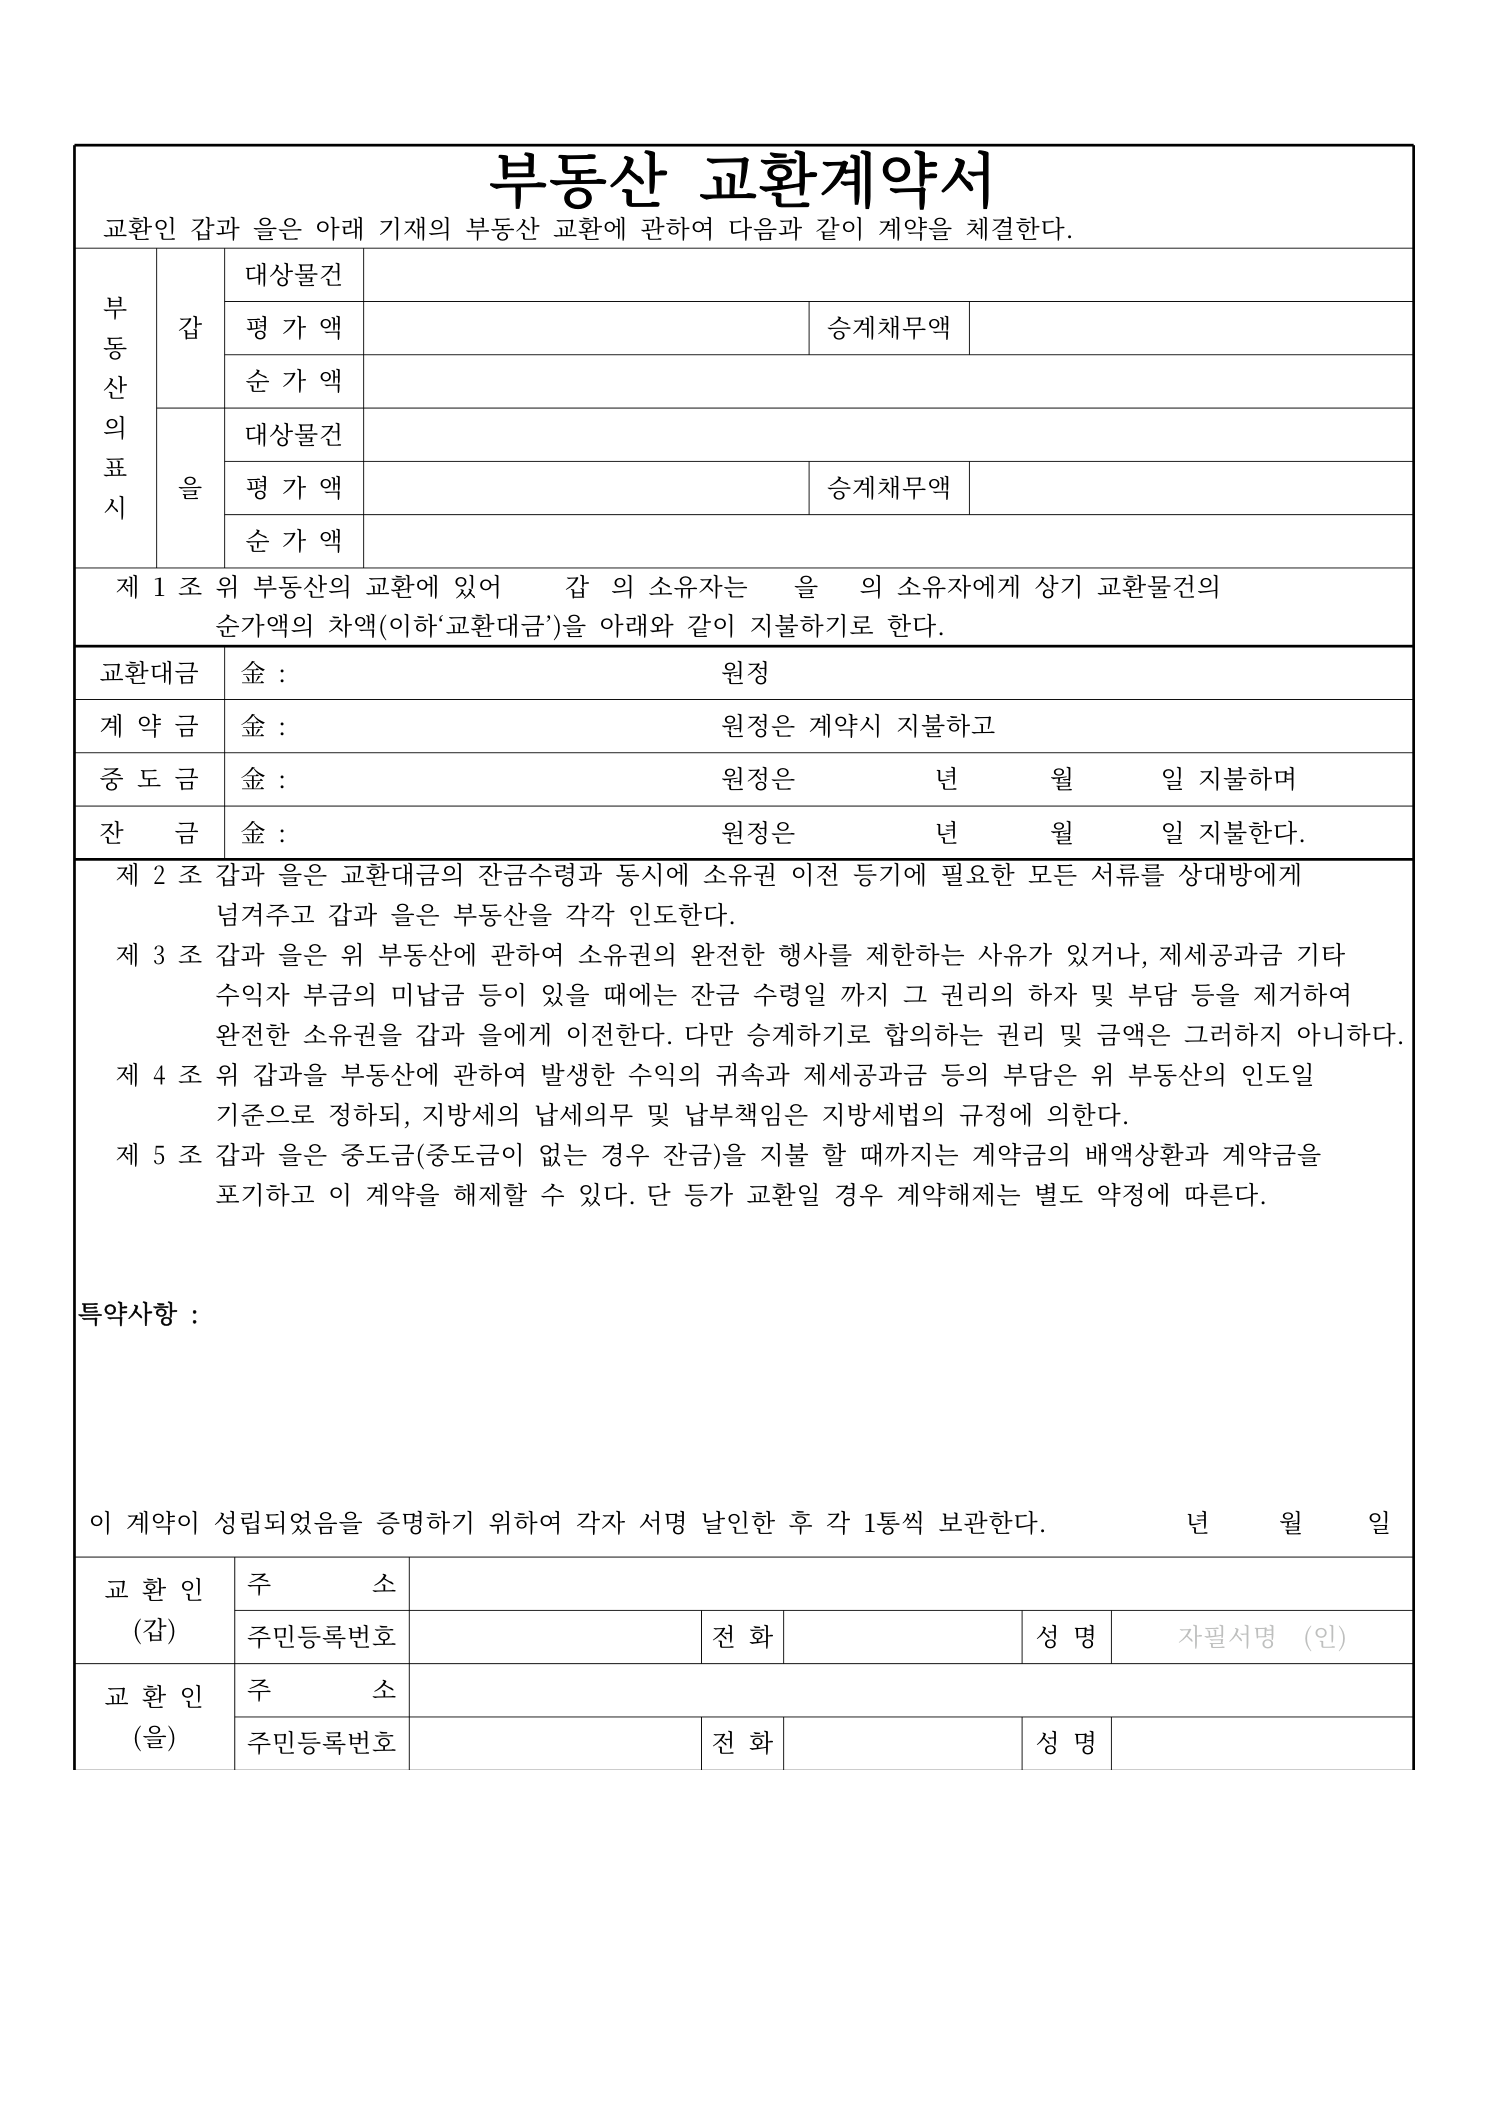 부동산 교환계약서
교환인 갑과 을은 아래 기재의 부동산 교환에 관하여 다음과 같이 계약을 체결한다.
부동산의표시
갑
대상물건
평 가 액 승계채무액
순 가 액
을
대상물건
평 가 액 승계채무액
순 가 액
제 1 조 위 부동산의 교환에 있어 갑 의 소유자는 을 의 소유자에게 상기 교환물건의
순가액의 차액(이하‘교환대금’)을 아래와 같이 지불하기로 한다.
교환대금 金 : 원정
계 약 금 金 : 원정은 계약시 지불하고
중 도 금 金 : 원정은 년 월 일 지불하며
잔 금 金 : 원정은 년 월 일 지불한다.
제 2 조 갑과 을은 교환대금의 잔금수령과 동시에 소유권 이전 등기에 필요한 모든 서류를 상대방에게
넘겨주고 갑과 을은 부동산을 각각 인도한다.
제 3 조 갑과 을은 위 부동산에 관하여 소유권의 완전한 행사를 제한하는 사유가 있거나, 제세공과금 기타
수익자 부금의 미납금 등이 있을 때에는 잔금 수령일 까지 그 권리의 하자 및 부담 등을 제거하여
완전한 소유권을 갑과 을에게 이전한다. 다만 승계하기로 합의하는 권리 및 금액은 그러하지 아니하다.
제 4 조 위 갑과을 부동산에 관하여 발생한 수익의 귀속과 제세공과금 등의 부담은 위 부동산의 인도일
기준으로 정하되, 지방세의 납세의무 및 납부책임은 지방세법의 규정에 의한다.
제 5 조 갑과 을은 중도금(중도금이 없는 경우 잔금)을 지불 할 때까지는 계약금의 배액상환과 계약금을
포기하고 이 계약을 해제할 수 있다. 단 등가 교환일 경우 계약해제는 별도 약정에 따른다.
특약사항 :
이 계약이 성립되었음을 증명하기 위하여 각자 서명 날인한 후 각 1통씩 보관한다. 년 월 일
교 환 인
(갑)
주 소
주민등록번호 전 화 성 명 자필서명 (인)
교 환 인
(을)
주 소
주민등록번호 전 화 성 명